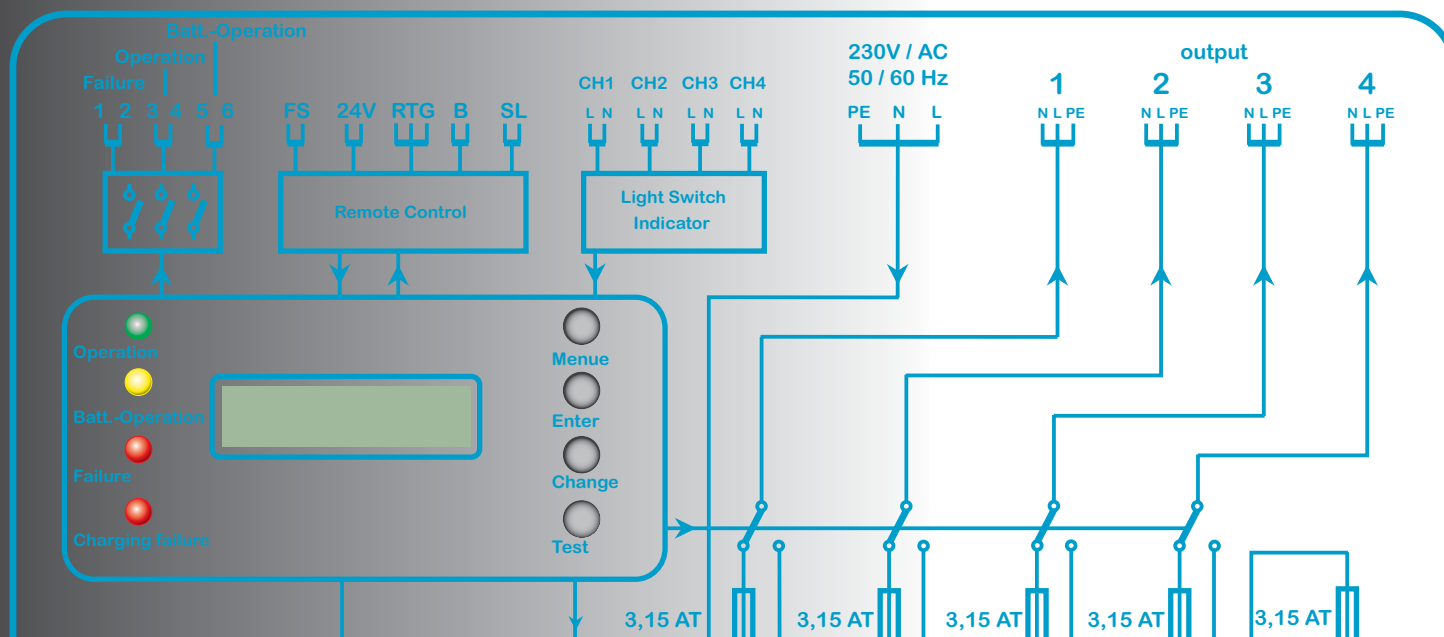 Batt.-Operation
Operation
Failure
1 2 3 4 5 6
FS 24V RTG B SL
Remote Control
CH1 CH2 CH3 CH4
L N L N L N L N
Light Switch
Indicator
230V / AC
50 / 60 Hz
PE N L
output
1 2 3 4
N L PE N L PE N L PE N L PE
Operation
Batt.-Operation
Failure
Charging failure
Menue
Enter
Change
Test
3,15 AT 3,15 AT 3,15 AT 3,15 AT 3,15 AT